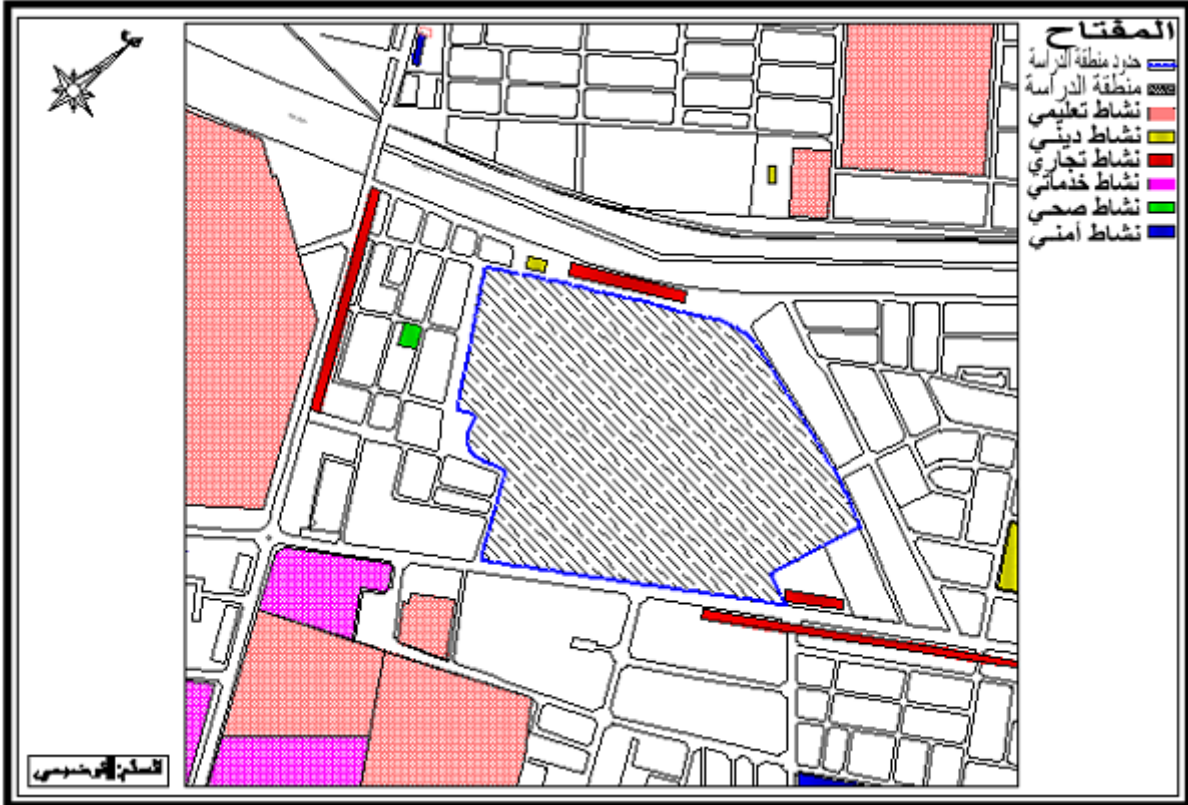 المفتاح
حدود منطقة الدراسة
منطقة الدراسة
نشاط تعليمي
نشاط ديني
نشاط تجاري
نشاط خدماتي
نشاط صحي
نشاط أمني